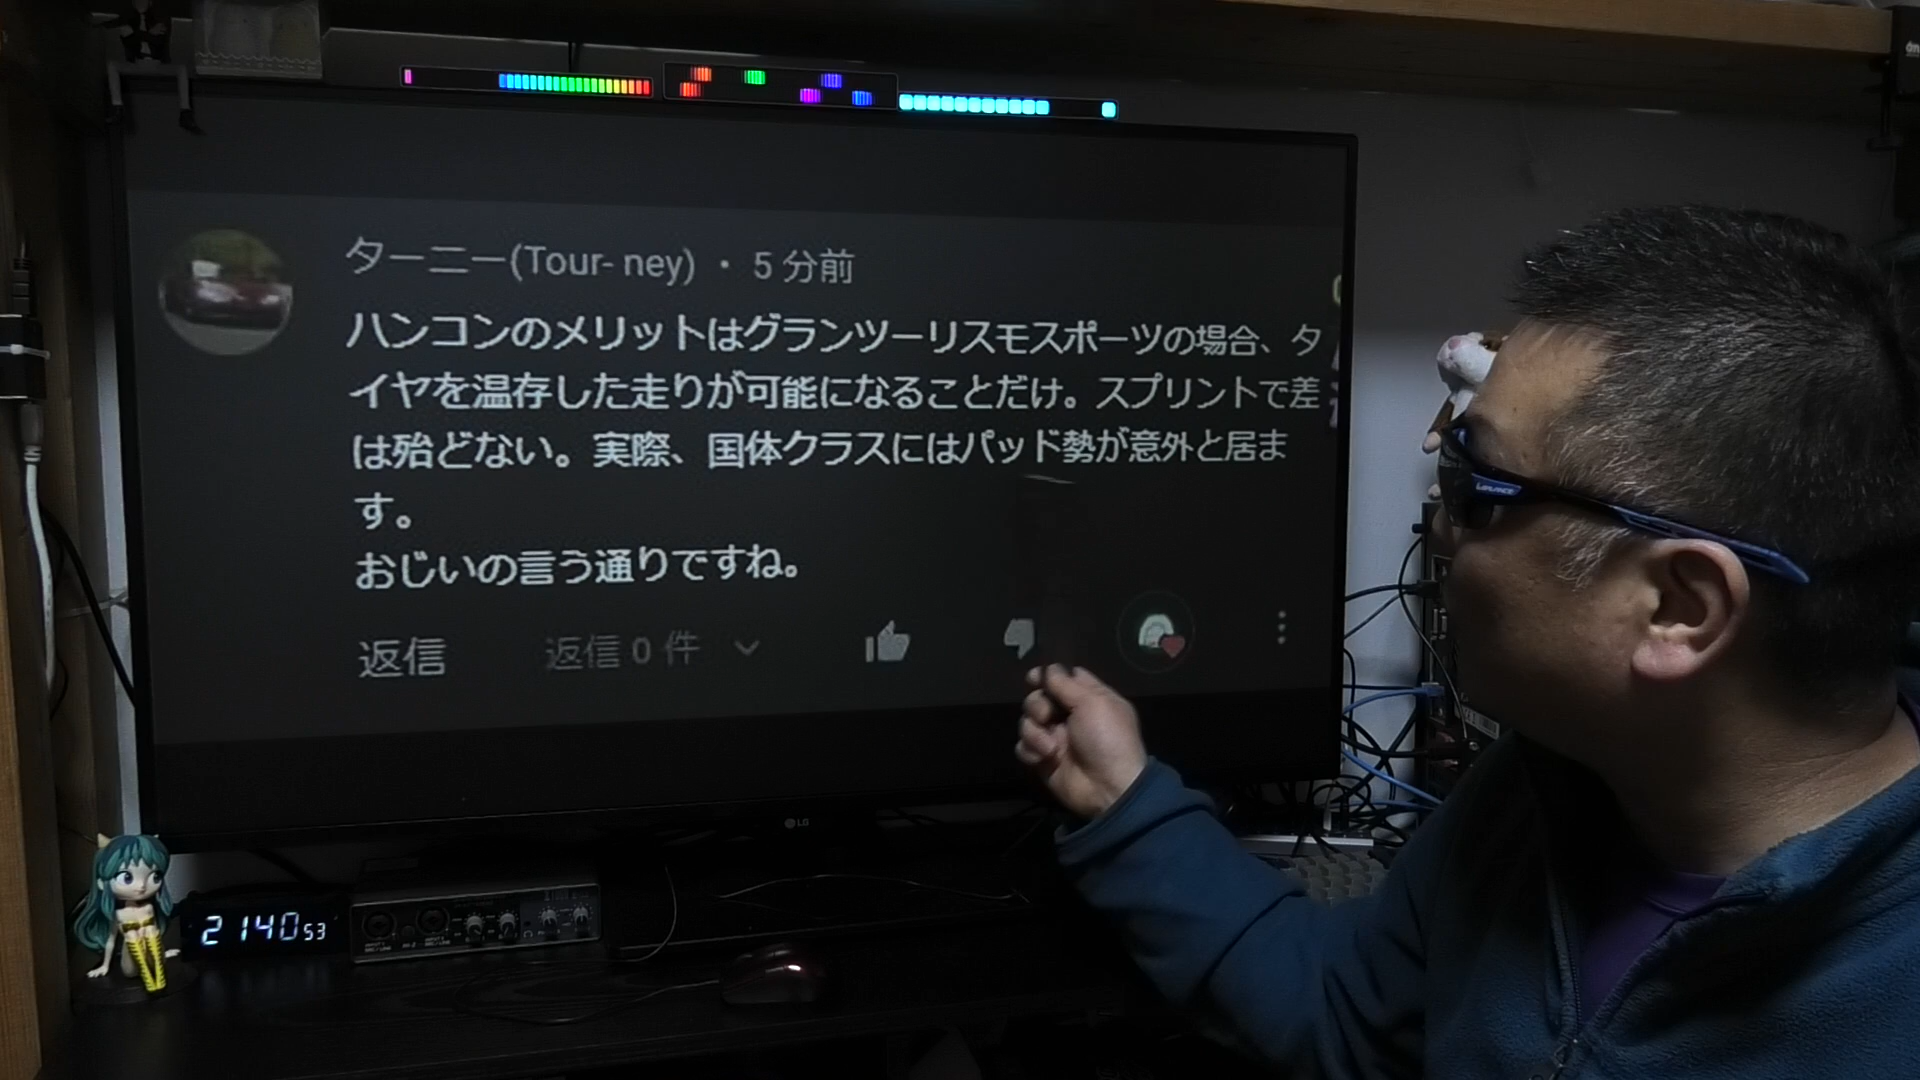 ターニー(Tour- ney) ・ 5 分前
ハンコンのメリットはグランツーリスモスポーツの場合、タ
イヤを温存した走りが可能になることだけ。スプリントで差
は殆どない。実際、国体クラスにはパッド勢が意外と居ま
す。
おじいの言う通りですね。
返信 返信 0 件
LG
2140 53